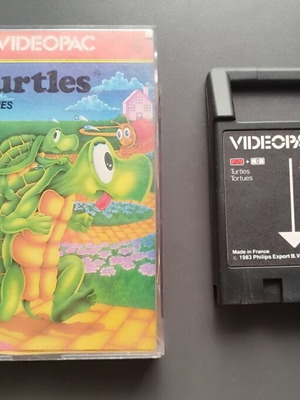 VIDEOPAC
urtles
ES
VIDEOPAC
+
Turtles
Tortues
Made in France
© 1983 Philips Export B.V.